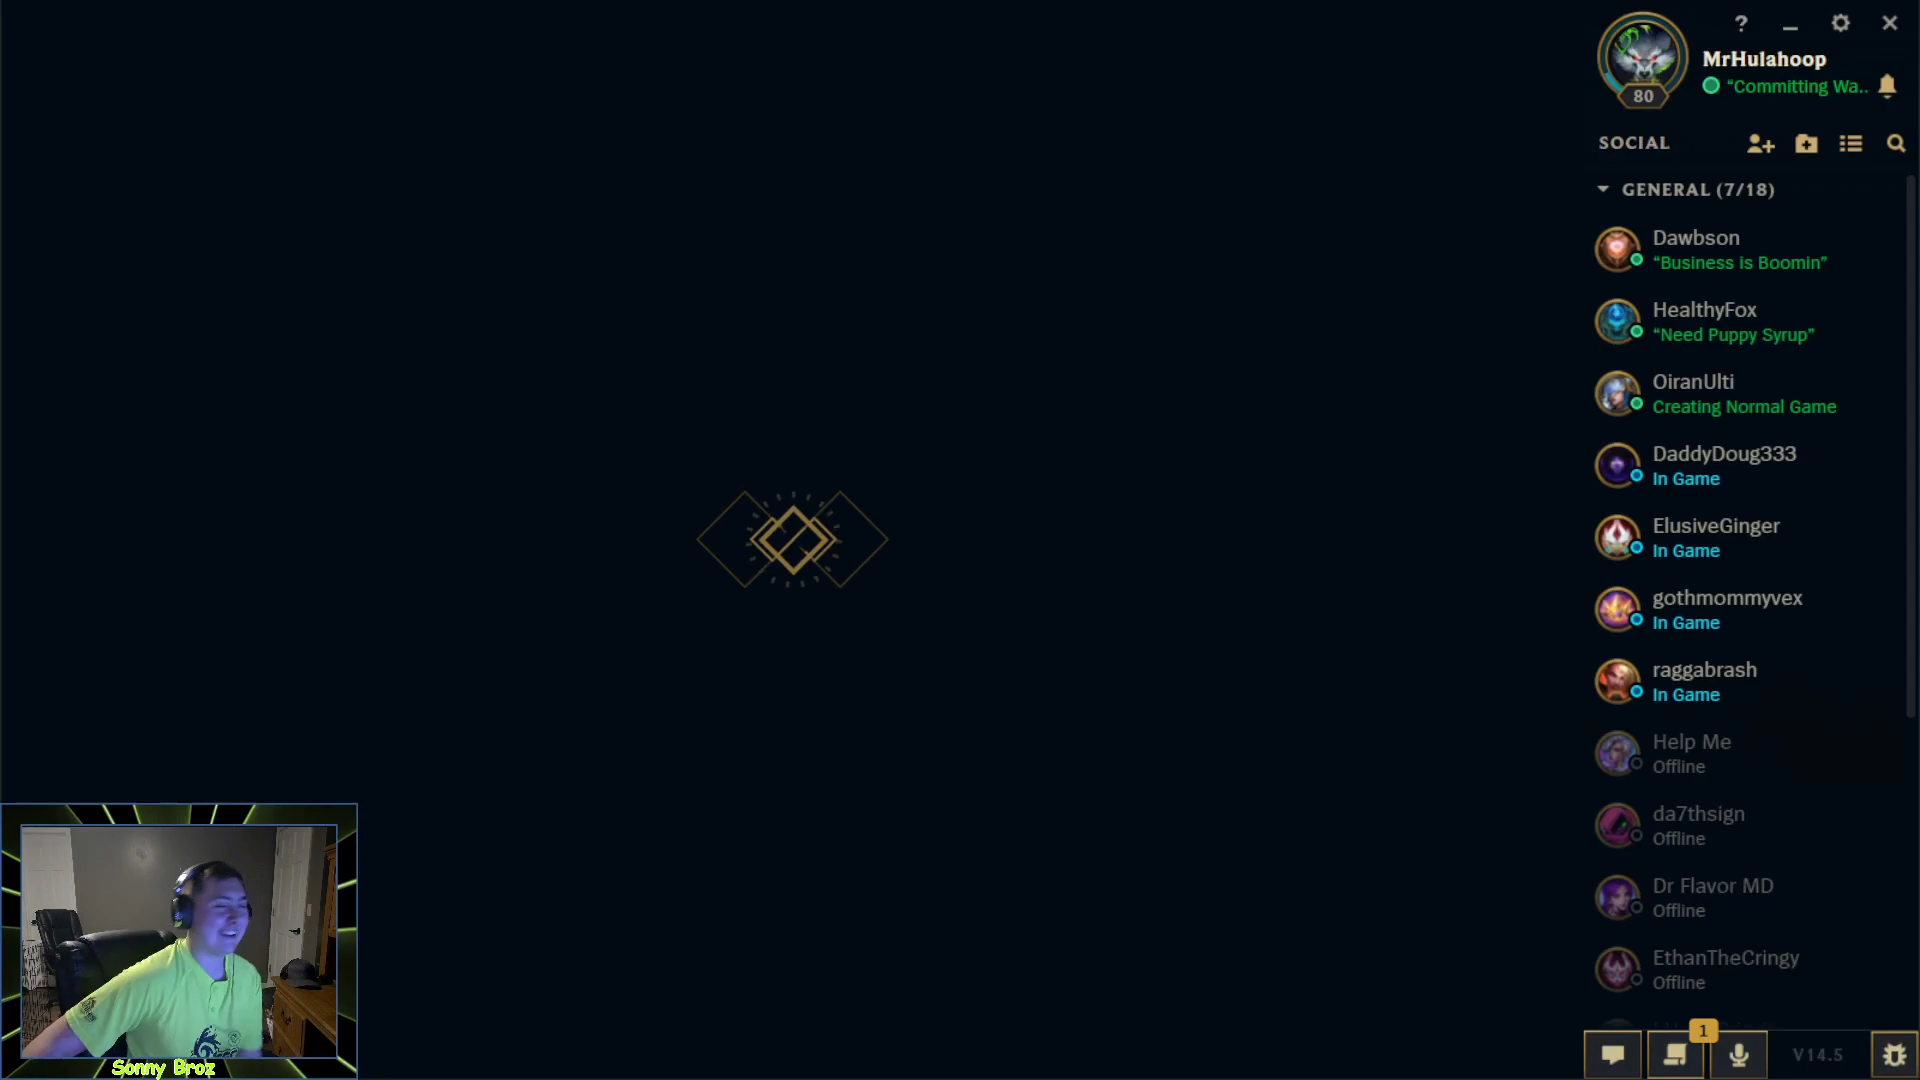 ?
MrHulahoop
80
“Committing Wa..
SOCIAL
GENERAL (7/18)
Dawbson
“Business is Boomin”
HealthyFox
“Need Puppy Syrup”
OiranUlti
Creating Normal Game
DaddyDoug333
In Game
ElusiveGinger
In Game
gothmommyvex
In Game
raggabrash
In Game
Help Me
Offline
da7thsign
Offline
Dr Flavor MD
Offline
EthanTheCringy
Offline
1
V14.5
Sonny Broz